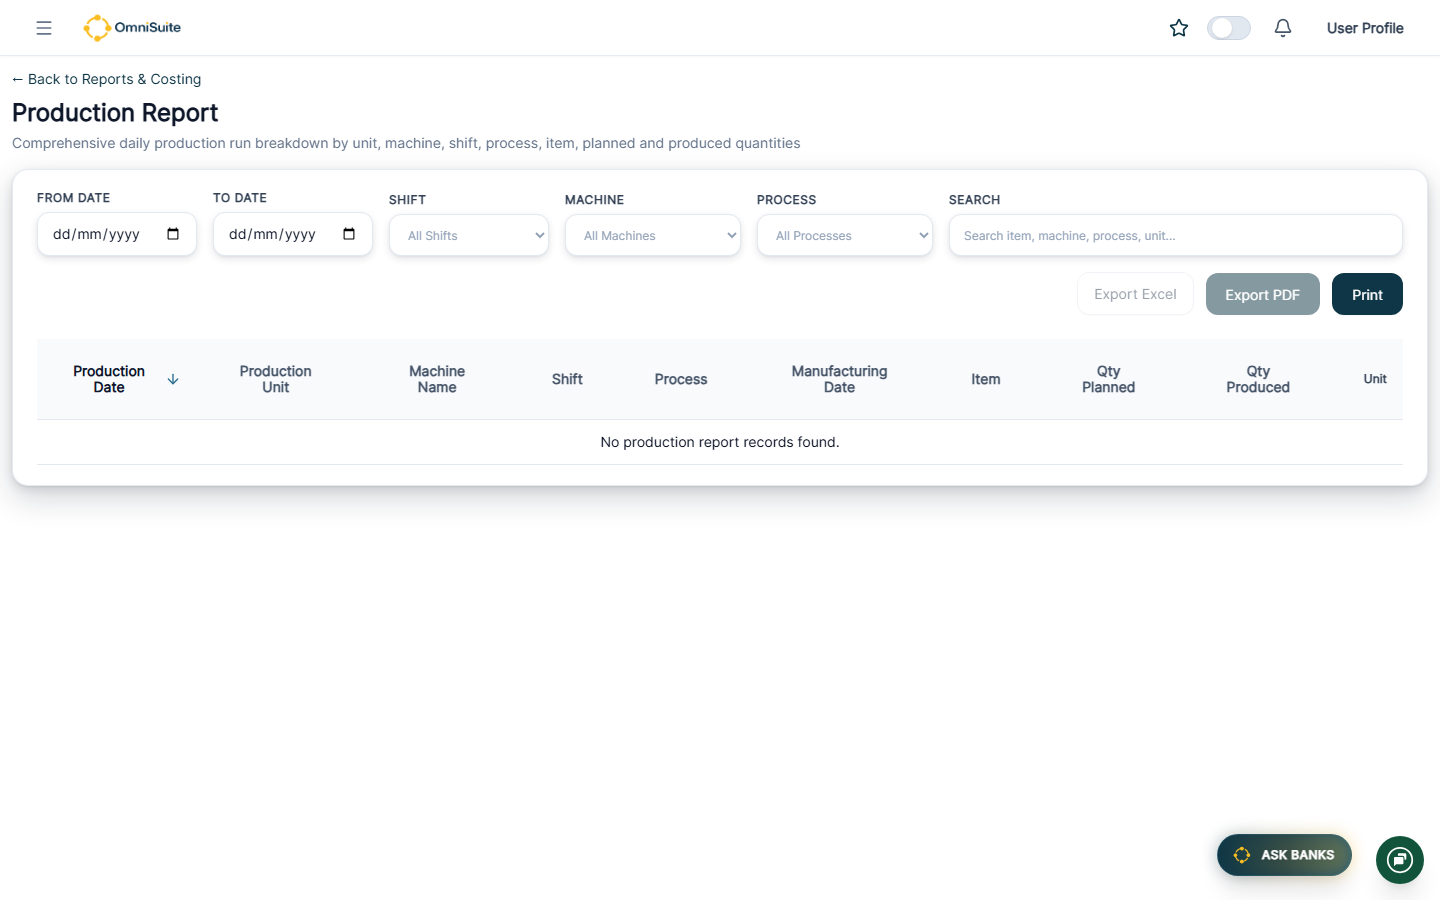 OmniSuite
User Profile
← Back to Reports & Costing
Production Report
Comprehensive daily production run breakdown by unit, machine, shift, process, item, planned and produced quantities
FROM DATE
TO DATE
SHIFT
MACHINE
PROCESS
SEARCH
dd/mm/yyyy
dd/mm/yyyy
All Shifts
All Machines
All Processes
Search item, machine, process, unit...
Export Excel
Export PDF
Print
Production
Date
Production
Unit
Machine
Name
Shift
Process
Manufacturing
Date
Item
Qty
Planned
Qty
Produced
Unit
No production report records found.
ASK BANKS